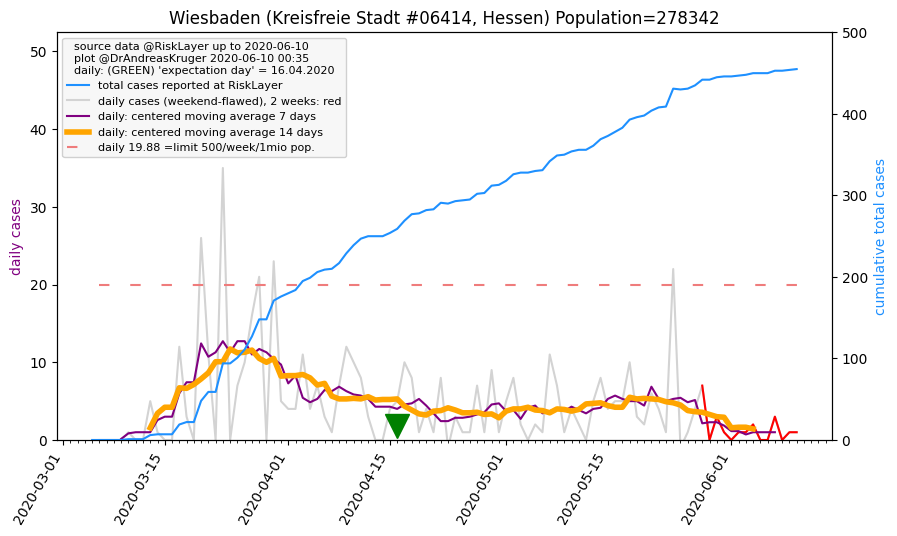 Wiesbaden (Kreisfreie Stadt #06414, Hessen) Population=278342
source data @RiskLayer up to 2020-06-10
plot @DrAndreasKruger 2020-06-10 00:35
daily: (GREEN) 'expectation day' = 16.04.2020
total cases reported at RiskLayer
daily cases (weekend-flawed), 2 weeks: red
daily: centered moving average 7 days
daily: centered moving average 14 days
daily 19.88 =limit 500/week/1mio pop.
daily cases
50
40
30
20
10
0
cumulative total cases
500
400
300
200
100
0
2020-03-01
2020-03-15
2020-04-01
2020-04-15
2020-05-01
2020-05-15
2020-06-01